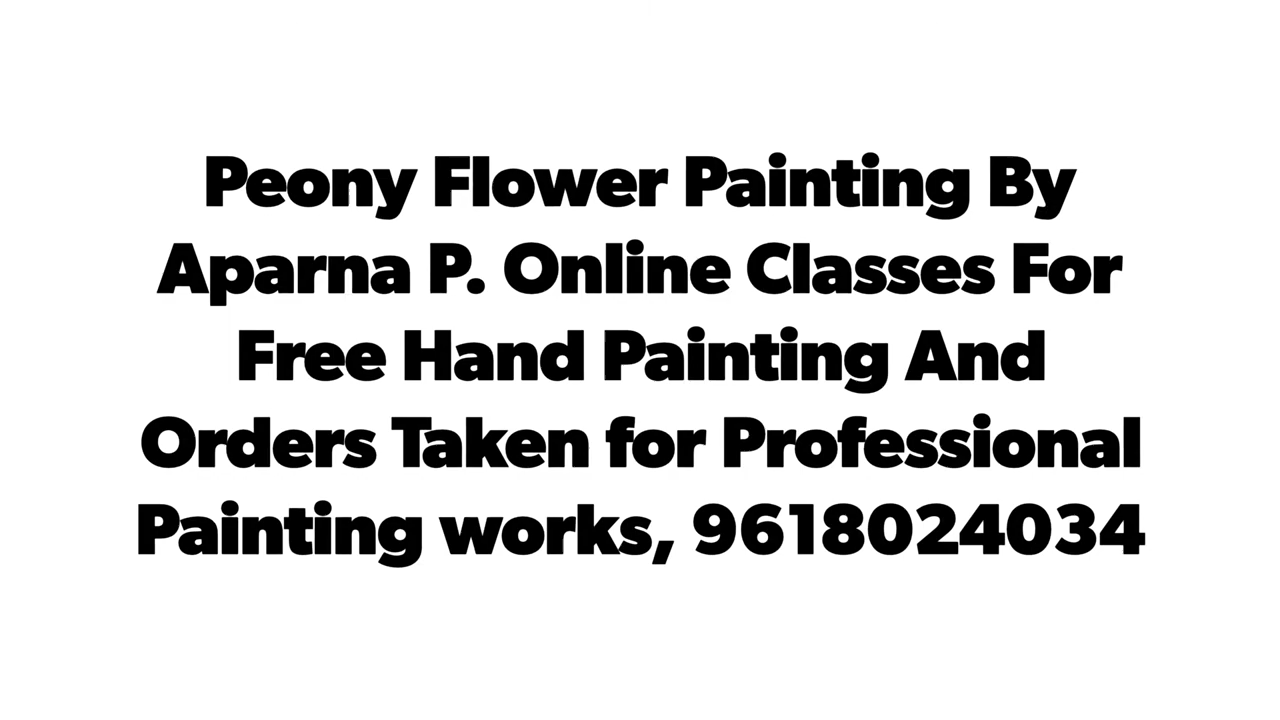 Peony Flower Painting By
Aparna P. Online Classes For
Free Hand Painting And
Orders Taken for Professional
Painting works, 9618024034